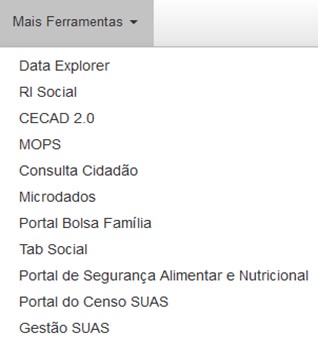 Mais Ferramentas
Data Explorer
RI Social
CECAD 2.0
MOPS
Consulta Cidadão
Microdados
Portal Bolsa Família
Tab Social
Portal de Segurança Alimentar e Nutricional
Portal do Censo SUAS
Gestão SUAS